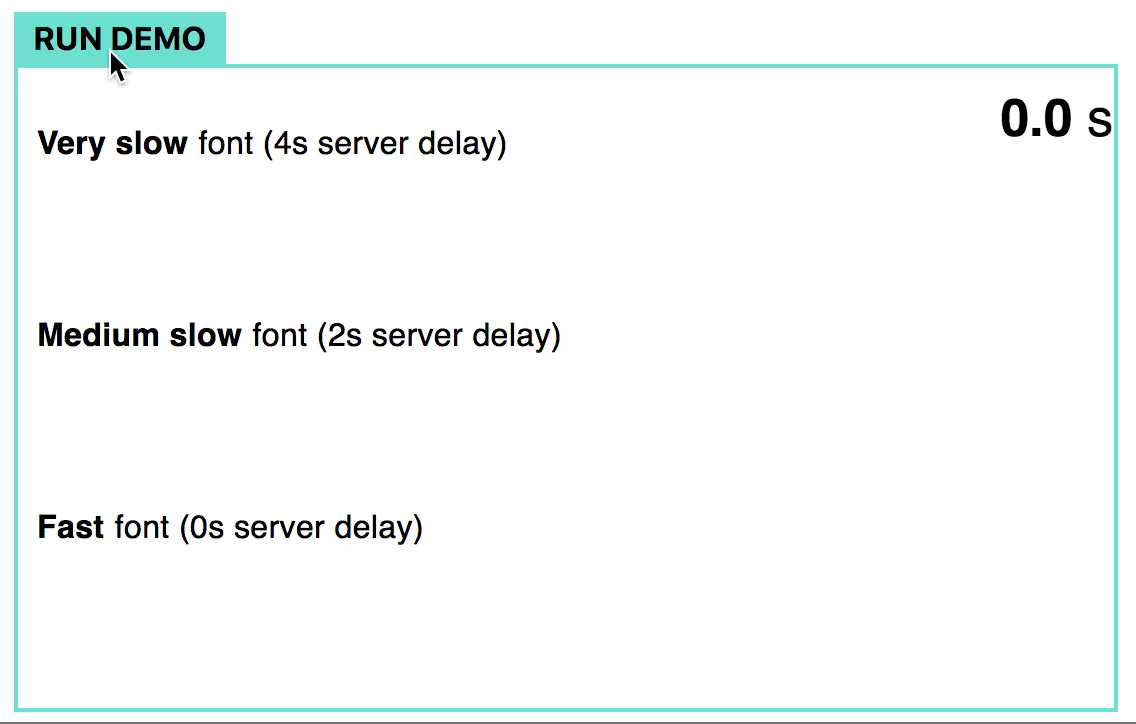 RUN DEMO
0.0 s
Very slow font (4s server delay)
Medium slow font (2s server delay)
Fast font (0s server delay)